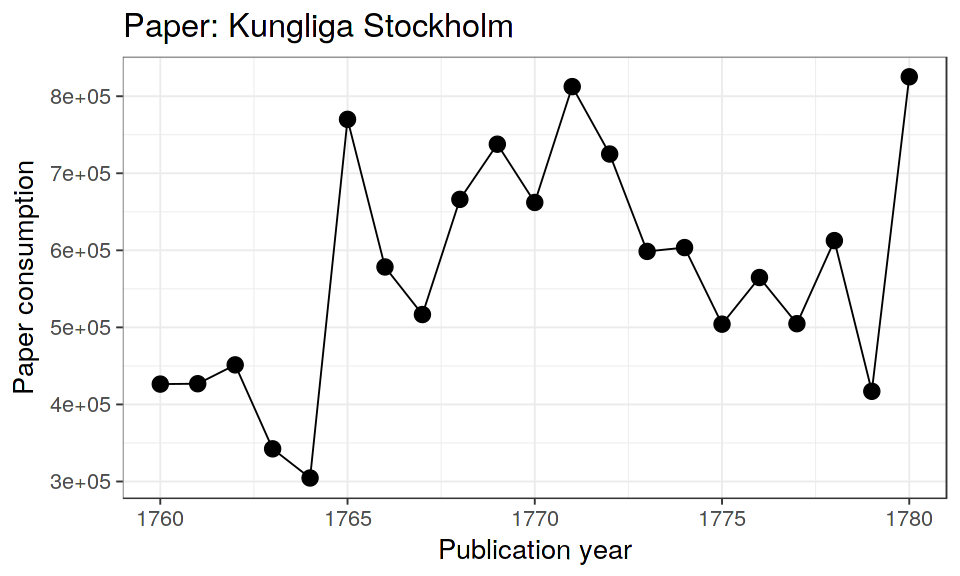 Paper: Kungliga Stockholm
Paper consumption
8e+05
7e+05
6e+05
5e+05
4e+05
3e+05
1760 1765 1770 1775 1780
Publication year